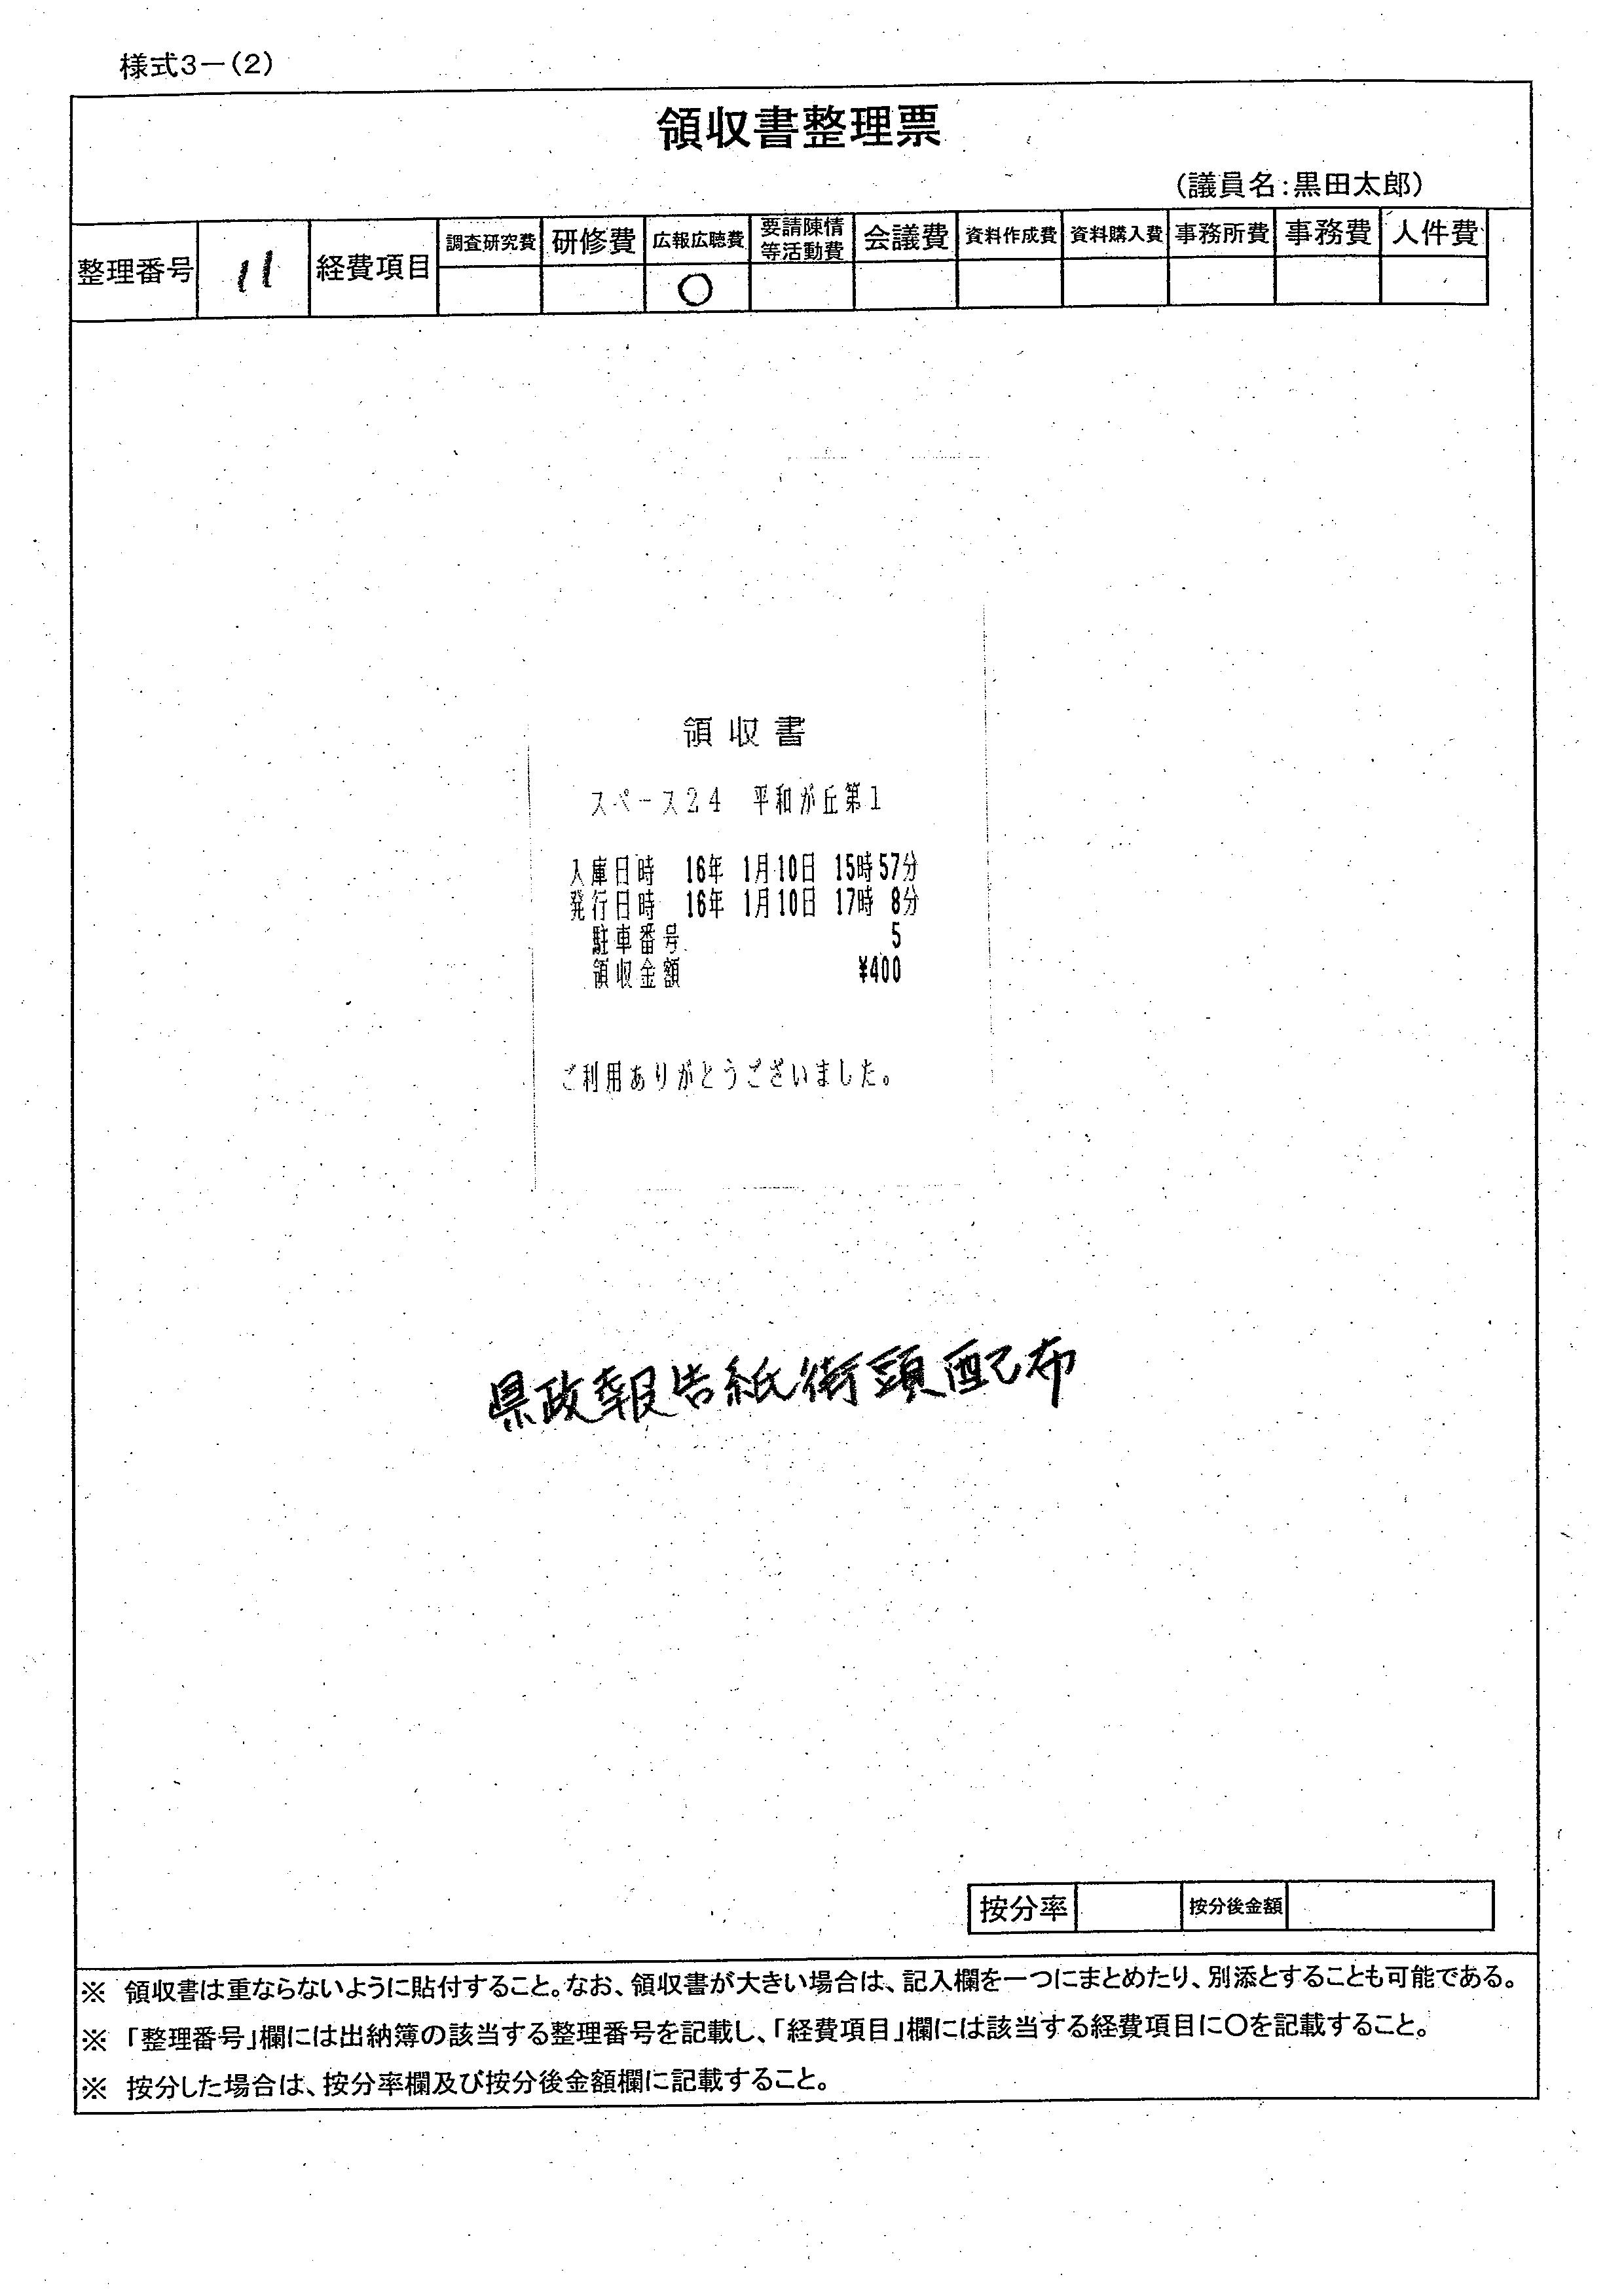 様式3－(2)
領収書整理票
(議員名:黒田太郎)
整理番号 11 経費項目 調査研究費 研修費 広報広聴費 要請陳情等活動費 会議費 資料作成費 資料購入費 事務所費 事務費 人件費
○
領収書
スペース24 平和が丘第1
入庫日時 16年 1月10日 15時57分
発行日時 16年 1月10日 17時 8分
駐車番号 5
領収金額 ¥400
ご利用ありがとうございました。
県政報告紙街頭配布
按分率 按分後金額
※ 領収書は重ならないように貼付すること。なお、領収書が大きい場合は、記入欄を一つにまとめたり、別添とすることも可能である。
※ 「整理番号」欄には出納簿の該当する整理番号を記載し、「経費項目」欄には該当する経費項目に○を記載すること。
※ 按分した場合は、按分率欄及び按分後金額欄に記載すること。